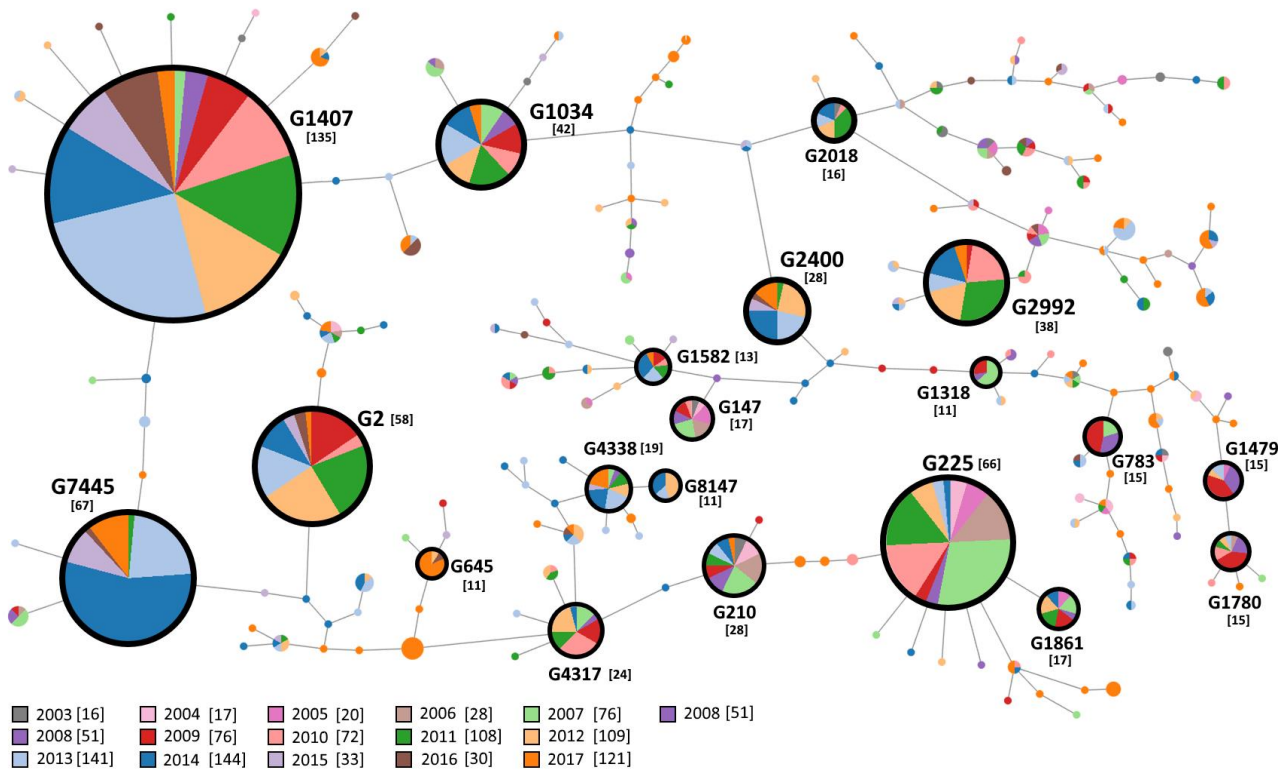 G1407
[135]
G1034
[42]
G2018
[16]
G2400
[28]
G2992
[38]
G1582 [13]
G147
[17]
G1318
[11]
G2 [58]
G4338 [19]
G8147
[11]
G225 [66]
G783
[15]
G1479
[15]
G7445
[67]
G645
[11]
G210
[28]
G1780
[15]
G1861
[17]
G4317 [24]
2003 [16] 2004 [17] 2005 [20] 2006 [28] 2007 [76] 2008 [51]
2008 [51] 2009 [76] 2010 [72] 2011 [108] 2012 [109]
2013 [141] 2014 [144] 2015 [33] 2016 [30] 2017 [121]